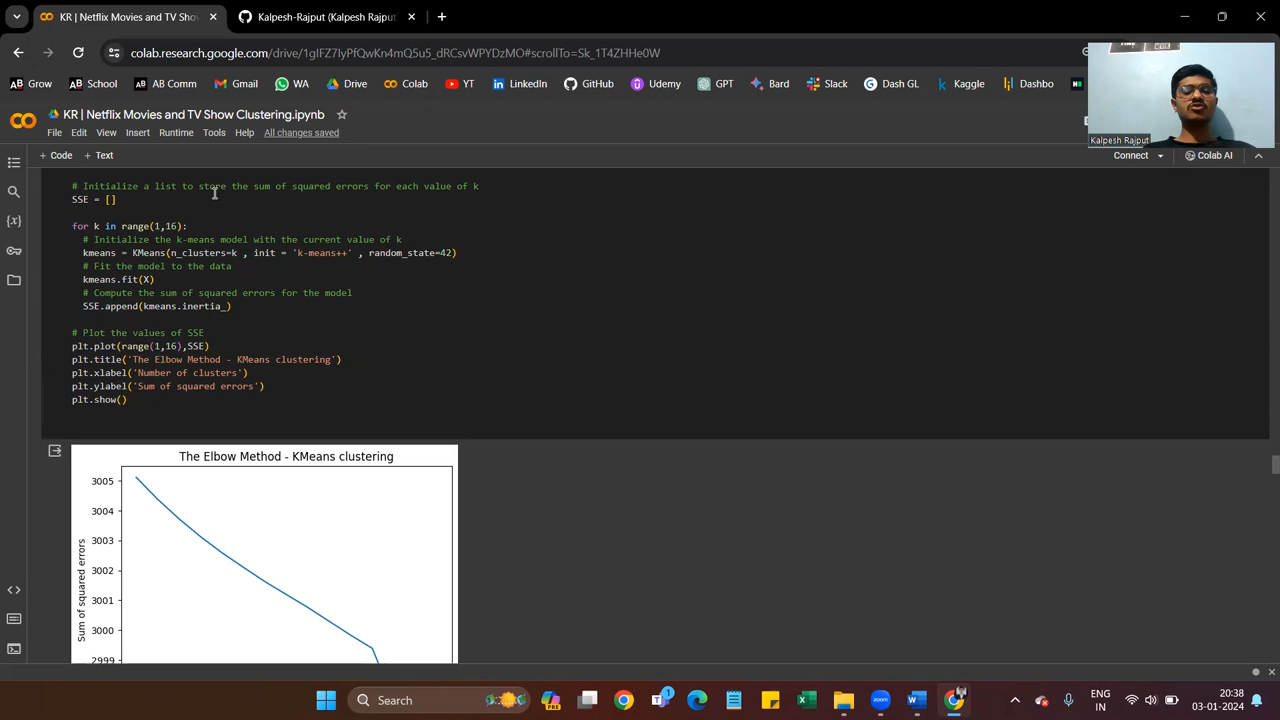 KR | Netflix Movies and TV Show
Kalpesh-Rajput (Kalpesh Rajput)
colab.research.google.com/drive/1gIFZ7IyPfQwKn4mO5u5_dRCsvWPYDzMO#scrollTo=Sk_1T4ZHHe0W
Grow
School
AB Comm
Gmail
WA
Drive
Colab
YT
LinkedIn
GitHub
Udemy
GPT
Bard
Slack
Dash GL
Kaggle
Dashbo
KR | Netflix Movies and TV Show Clustering.ipynb
File Edit View Insert Runtime Tools Help All changes saved
Kalpesh Rajput
+ Code + Text
Connect
Colab AI
# Initialize a list to store the sum of squared errors for each value of k
SSE = []
for k in range(1,16):
# Initialize the k-means model with the current value of k
kmeans = KMeans(n_clusters=k , init = 'k-means++' , random_state=42)
# Fit the model to the data
kmeans.fit(X)
# Compute the sum of squared errors for the model
SSE.append(kmeans.inertia_)
# Plot the values of SSE
plt.plot(range(1,16),SSE)
plt.title('The Elbow Method - KMeans clustering')
plt.xlabel('Number of clusters')
plt.ylabel('Sum of squared errors')
plt.show()
The Elbow Method - KMeans clustering
Sum of squared errors
3005
3004
3003
3002
3001
3000
2999
Search
1
ENG
IN
20:38
03-01-2024